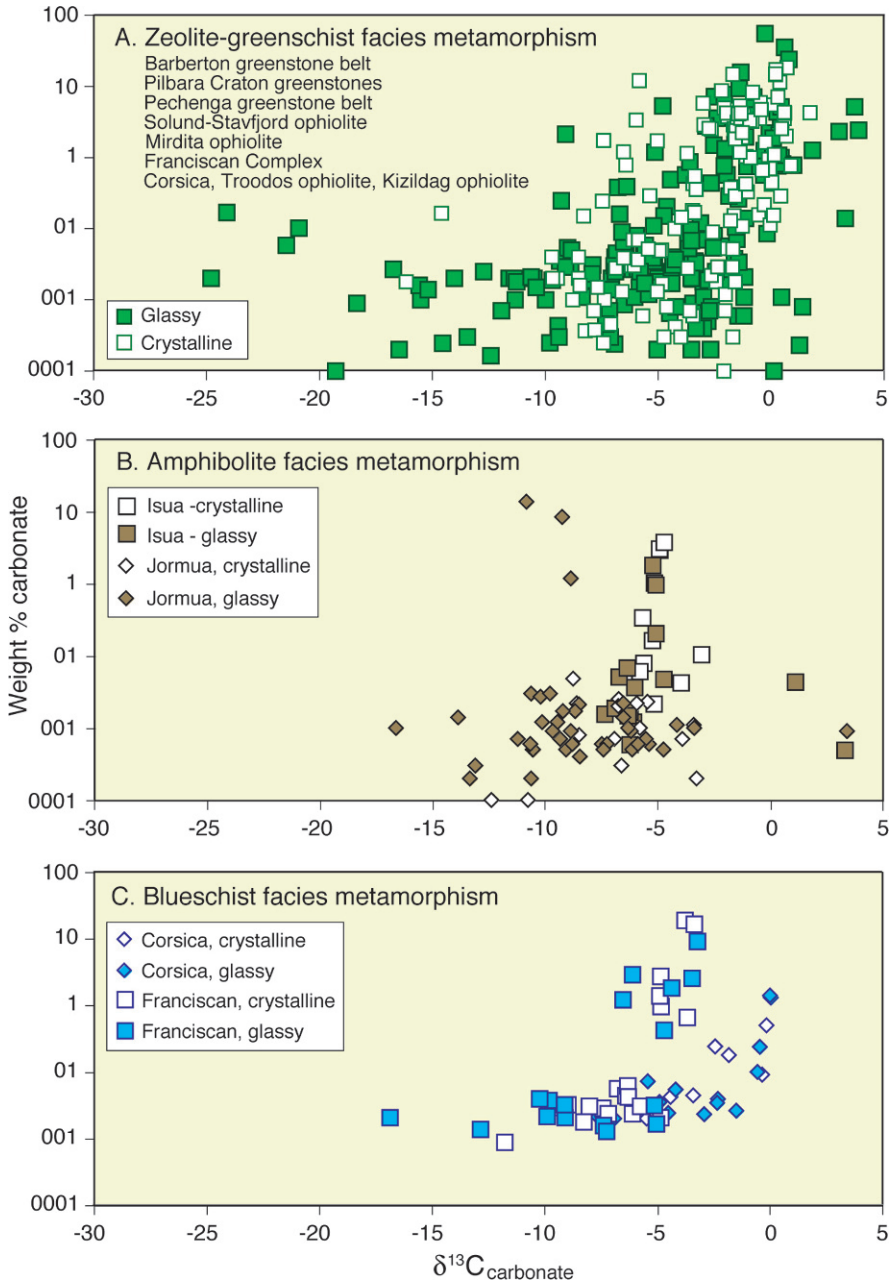 A. Zeolite-greenschist facies metamorphism
Barberton greenstone belt
Pilbara Craton greenstones
Pechenga greenstone belt
Solund-Stavfjord ophiolite
Mirdita ophiolite
Franciscan Complex
Corsica, Troodos ophiolite, Kizildag ophiolite
100
10
1
01
001
0001
Glassy
Crystalline
-30 -25 -20 -15 -10 -5 0 5
B. Amphibolite facies metamorphism
Isua -crystalline
Isua - glassy
Jormua, crystalline
Jormua, glassy
Weight % carbonate
100
10
1
01
001
0001
-30 -25 -20 -15 -10 -5 0 5
C. Blueschist facies metamorphism
Corsica, crystalline
Corsica, glassy
Franciscan, crystalline
Franciscan, glassy
100
10
1
01
001
0001
-30 -25 -20 -15 -10 -5 0 5
δ¹³Ccarbonate